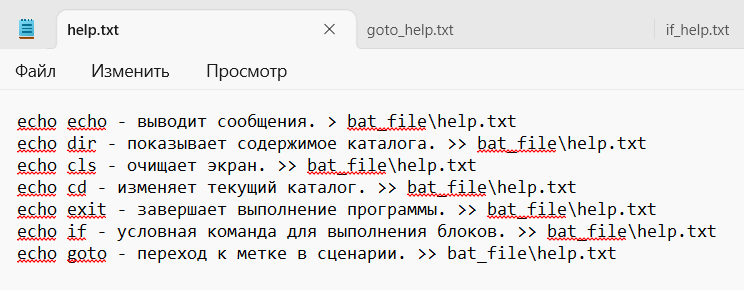 help.txt goto_help.txt if_help.txt
Файл Изменить Просмотр
echo echo - выводит сообщения. > bat_file\help.txt
echo dir - показывает содержимое каталога. >> bat_file\help.txt
echo cls - очищает экран. >> bat_file\help.txt
echo cd - изменяет текущий каталог. >> bat_file\help.txt
echo exit - завершает выполнение программы. >> bat_file\help.txt
echo if - условная команда для выполнения блоков. >> bat_file\help.txt
echo goto - переход к метке в сценарии. >> bat_file\help.txt